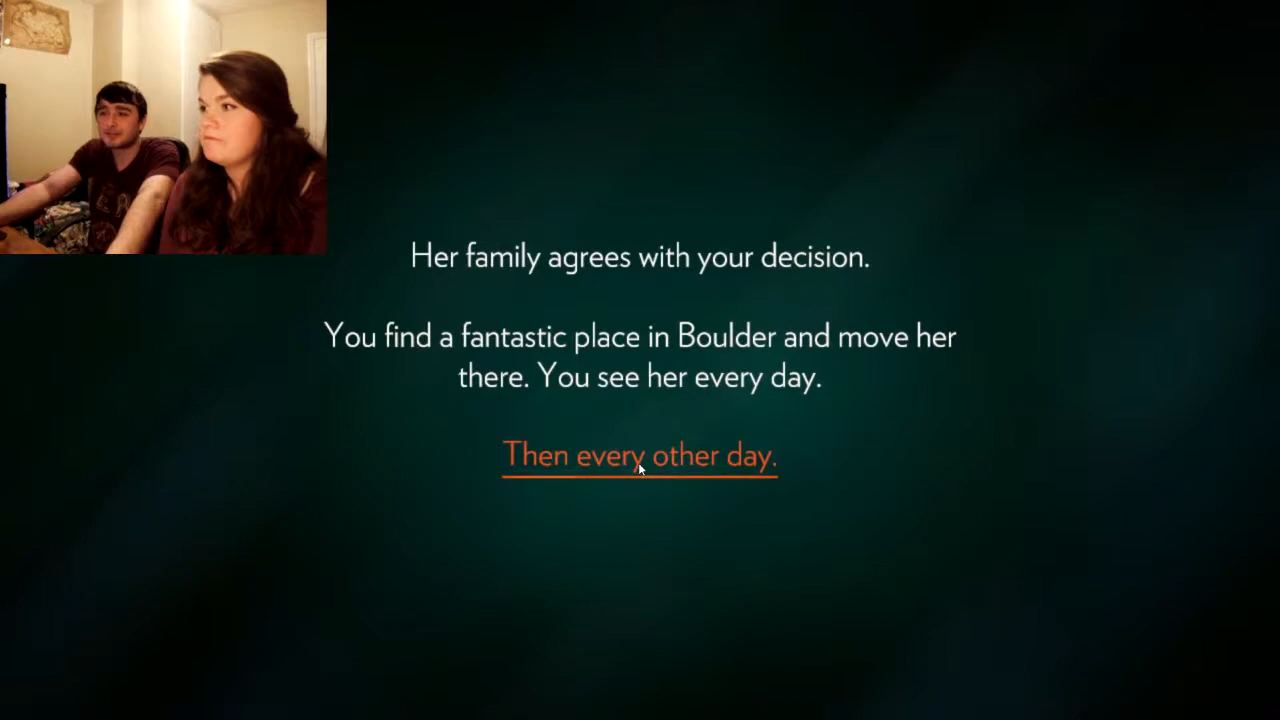 Her family agrees with your decision.
You find a fantastic place in Boulder and move her
there. You see her every day.
Then every other day.